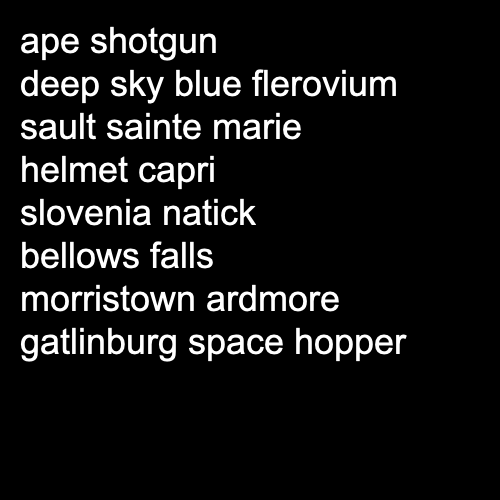 ape shotgun
deep sky blue flerovium
sault sainte marie
helmet capri
slovenia natick
bellows falls
morristown ardmore
gatlinburg space hopper